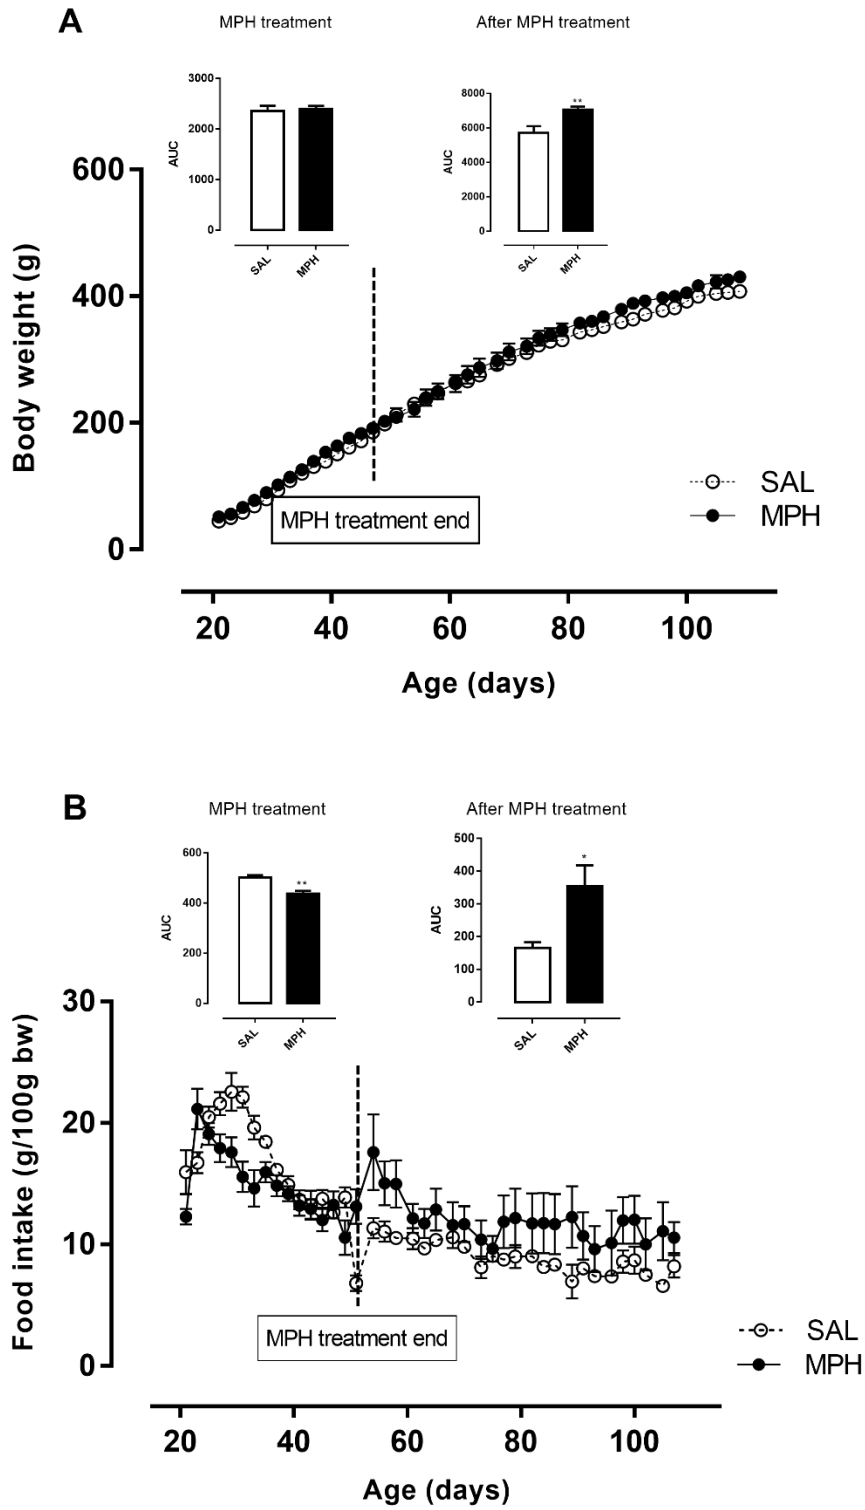 A
MPH treatment
After MPH treatment
3000
2000
1000
0
AUC
SAL
MPH
8000
6000
4000
2000
0
AUC
**
SAL
MPH
600
400
200
0
Body weight (g)
MPH treatment end
SAL
MPH
20
40
60
80
100
Age (days)
B
MPH treatment
After MPH treatment
600
400
200
0
AUC
**
SAL
MPH
500
400
300
200
100
0
AUC
*
SAL
MPH
30
20
10
0
Food intake (g/100g bw)
MPH treatment end
SAL
MPH
20
40
60
80
100
Age (days)